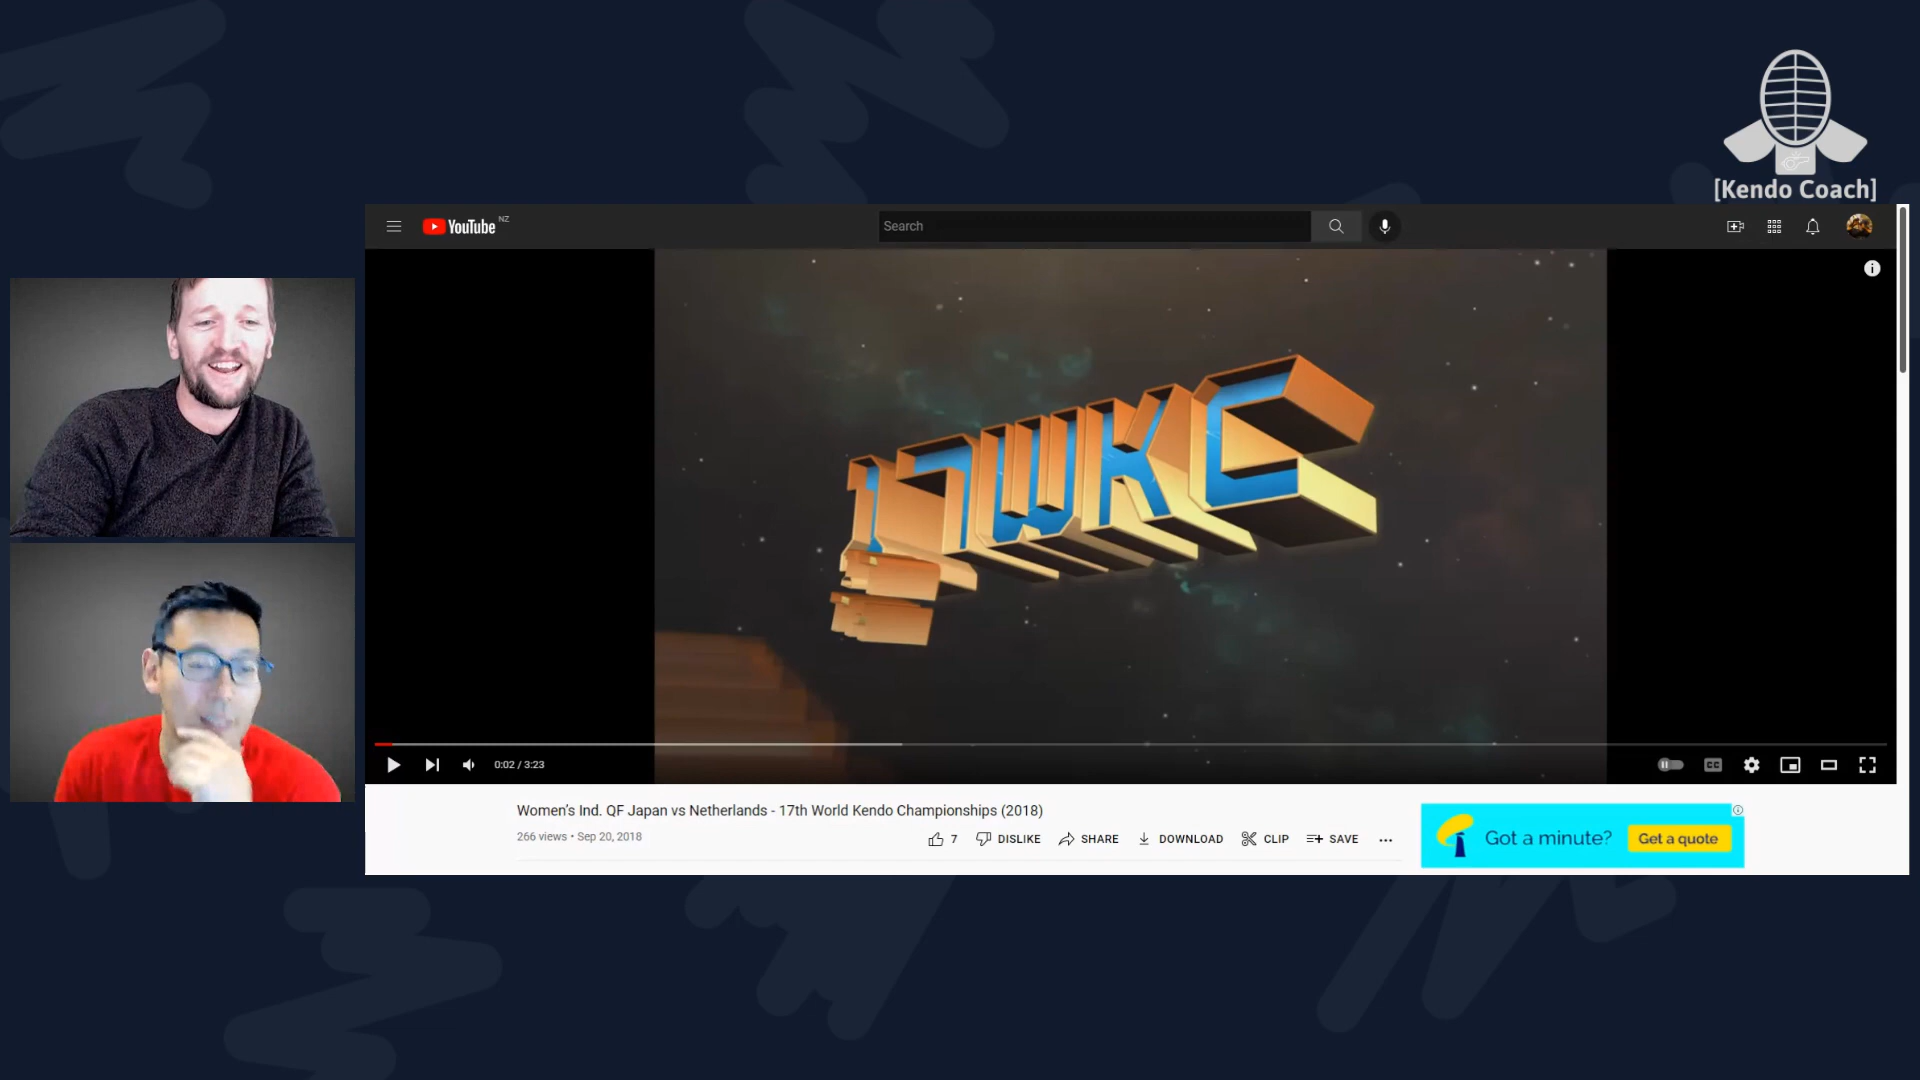 [Kendo Coach]
YouTube NZ
Search
17WKC
0:02 / 3:23
CC
Women's Ind. QF Japan vs Netherlands - 17th World Kendo Championships (2018)
266 views • Sep 20, 2018
7 DISLIKE SHARE DOWNLOAD CLIP SAVE ...
Got a minute? Get a quote